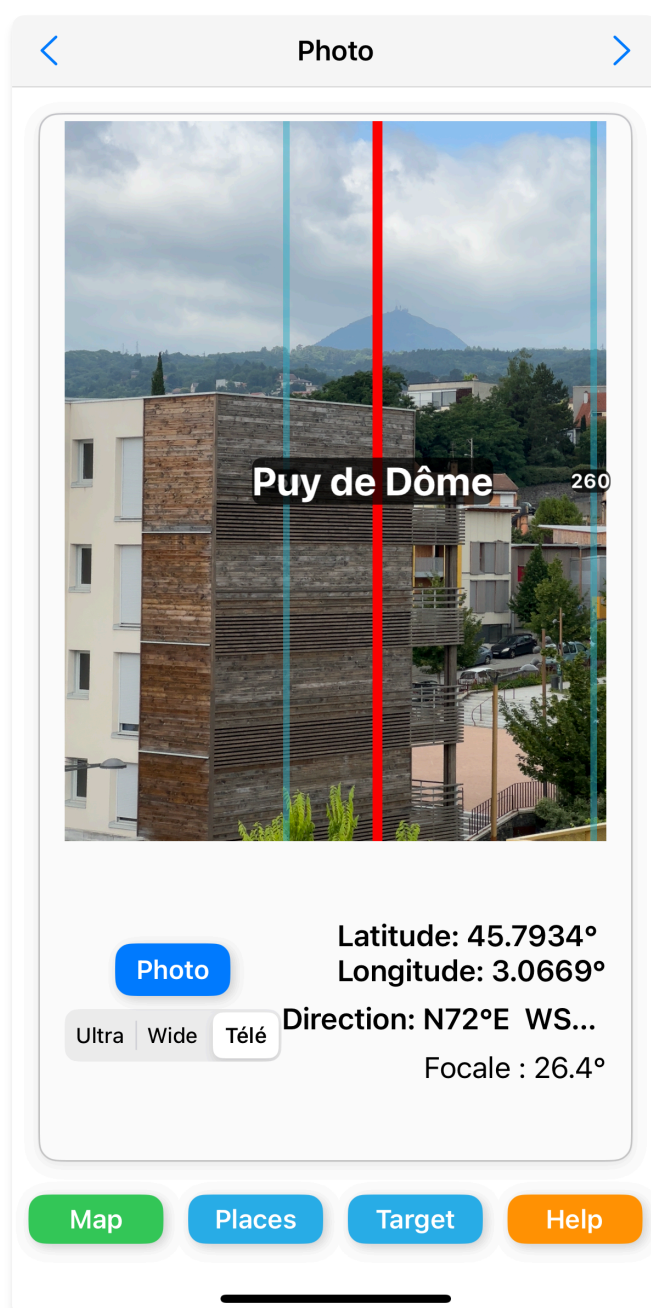 Photo
Puy de Dôme
260
Latitude: 45.7934°
Photo
Longitude: 3.0669°
Ultra Wide Télé
Direction: N72°E WS...
Focale : 26.4°
Map Places Target Help